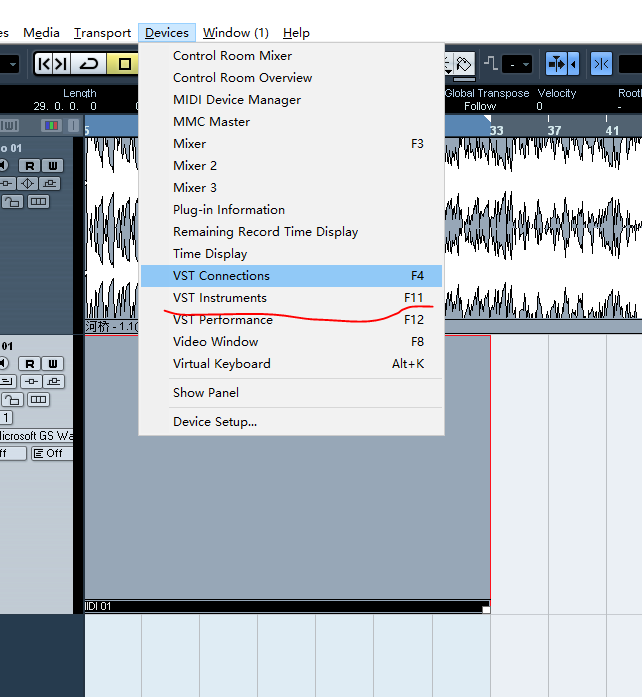 es Media Transport Devices Window (1) Help
Control Room Mixer
Control Room Overview
MIDI Device Manager
MMC Master
Mixer F3
Mixer 2
Mixer 3
Plug-in Information
Remaining Record Time Display
Time Display
VST Connections F4
VST Instruments F11
VST Performance F12
Video Window F8
Virtual Keyboard Alt+K
Show Panel
Device Setup...
Length
29. 0. 0. 0
Global Transpose Velocity Root
Follow 0 -
5 33 37 41
o 01
R W
河桥 - 1.1(
01
R W
1
licrosoft GS Wa
ff Off
IDI 01